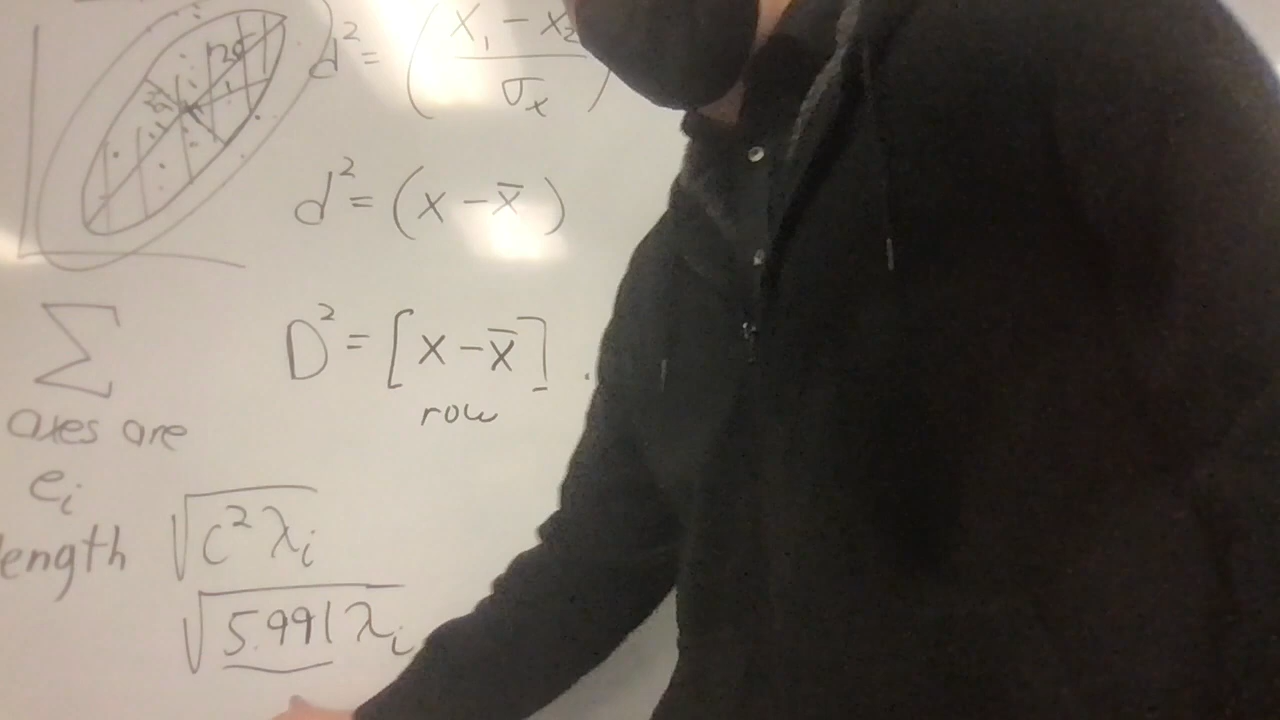 d² = (x₁ - x₂ / σₓ)
d² = (x - x̄)
D² = [x - x̄] .
row
Σ
axes are
eᵢ
length √c²λᵢ
√5.991λᵢ